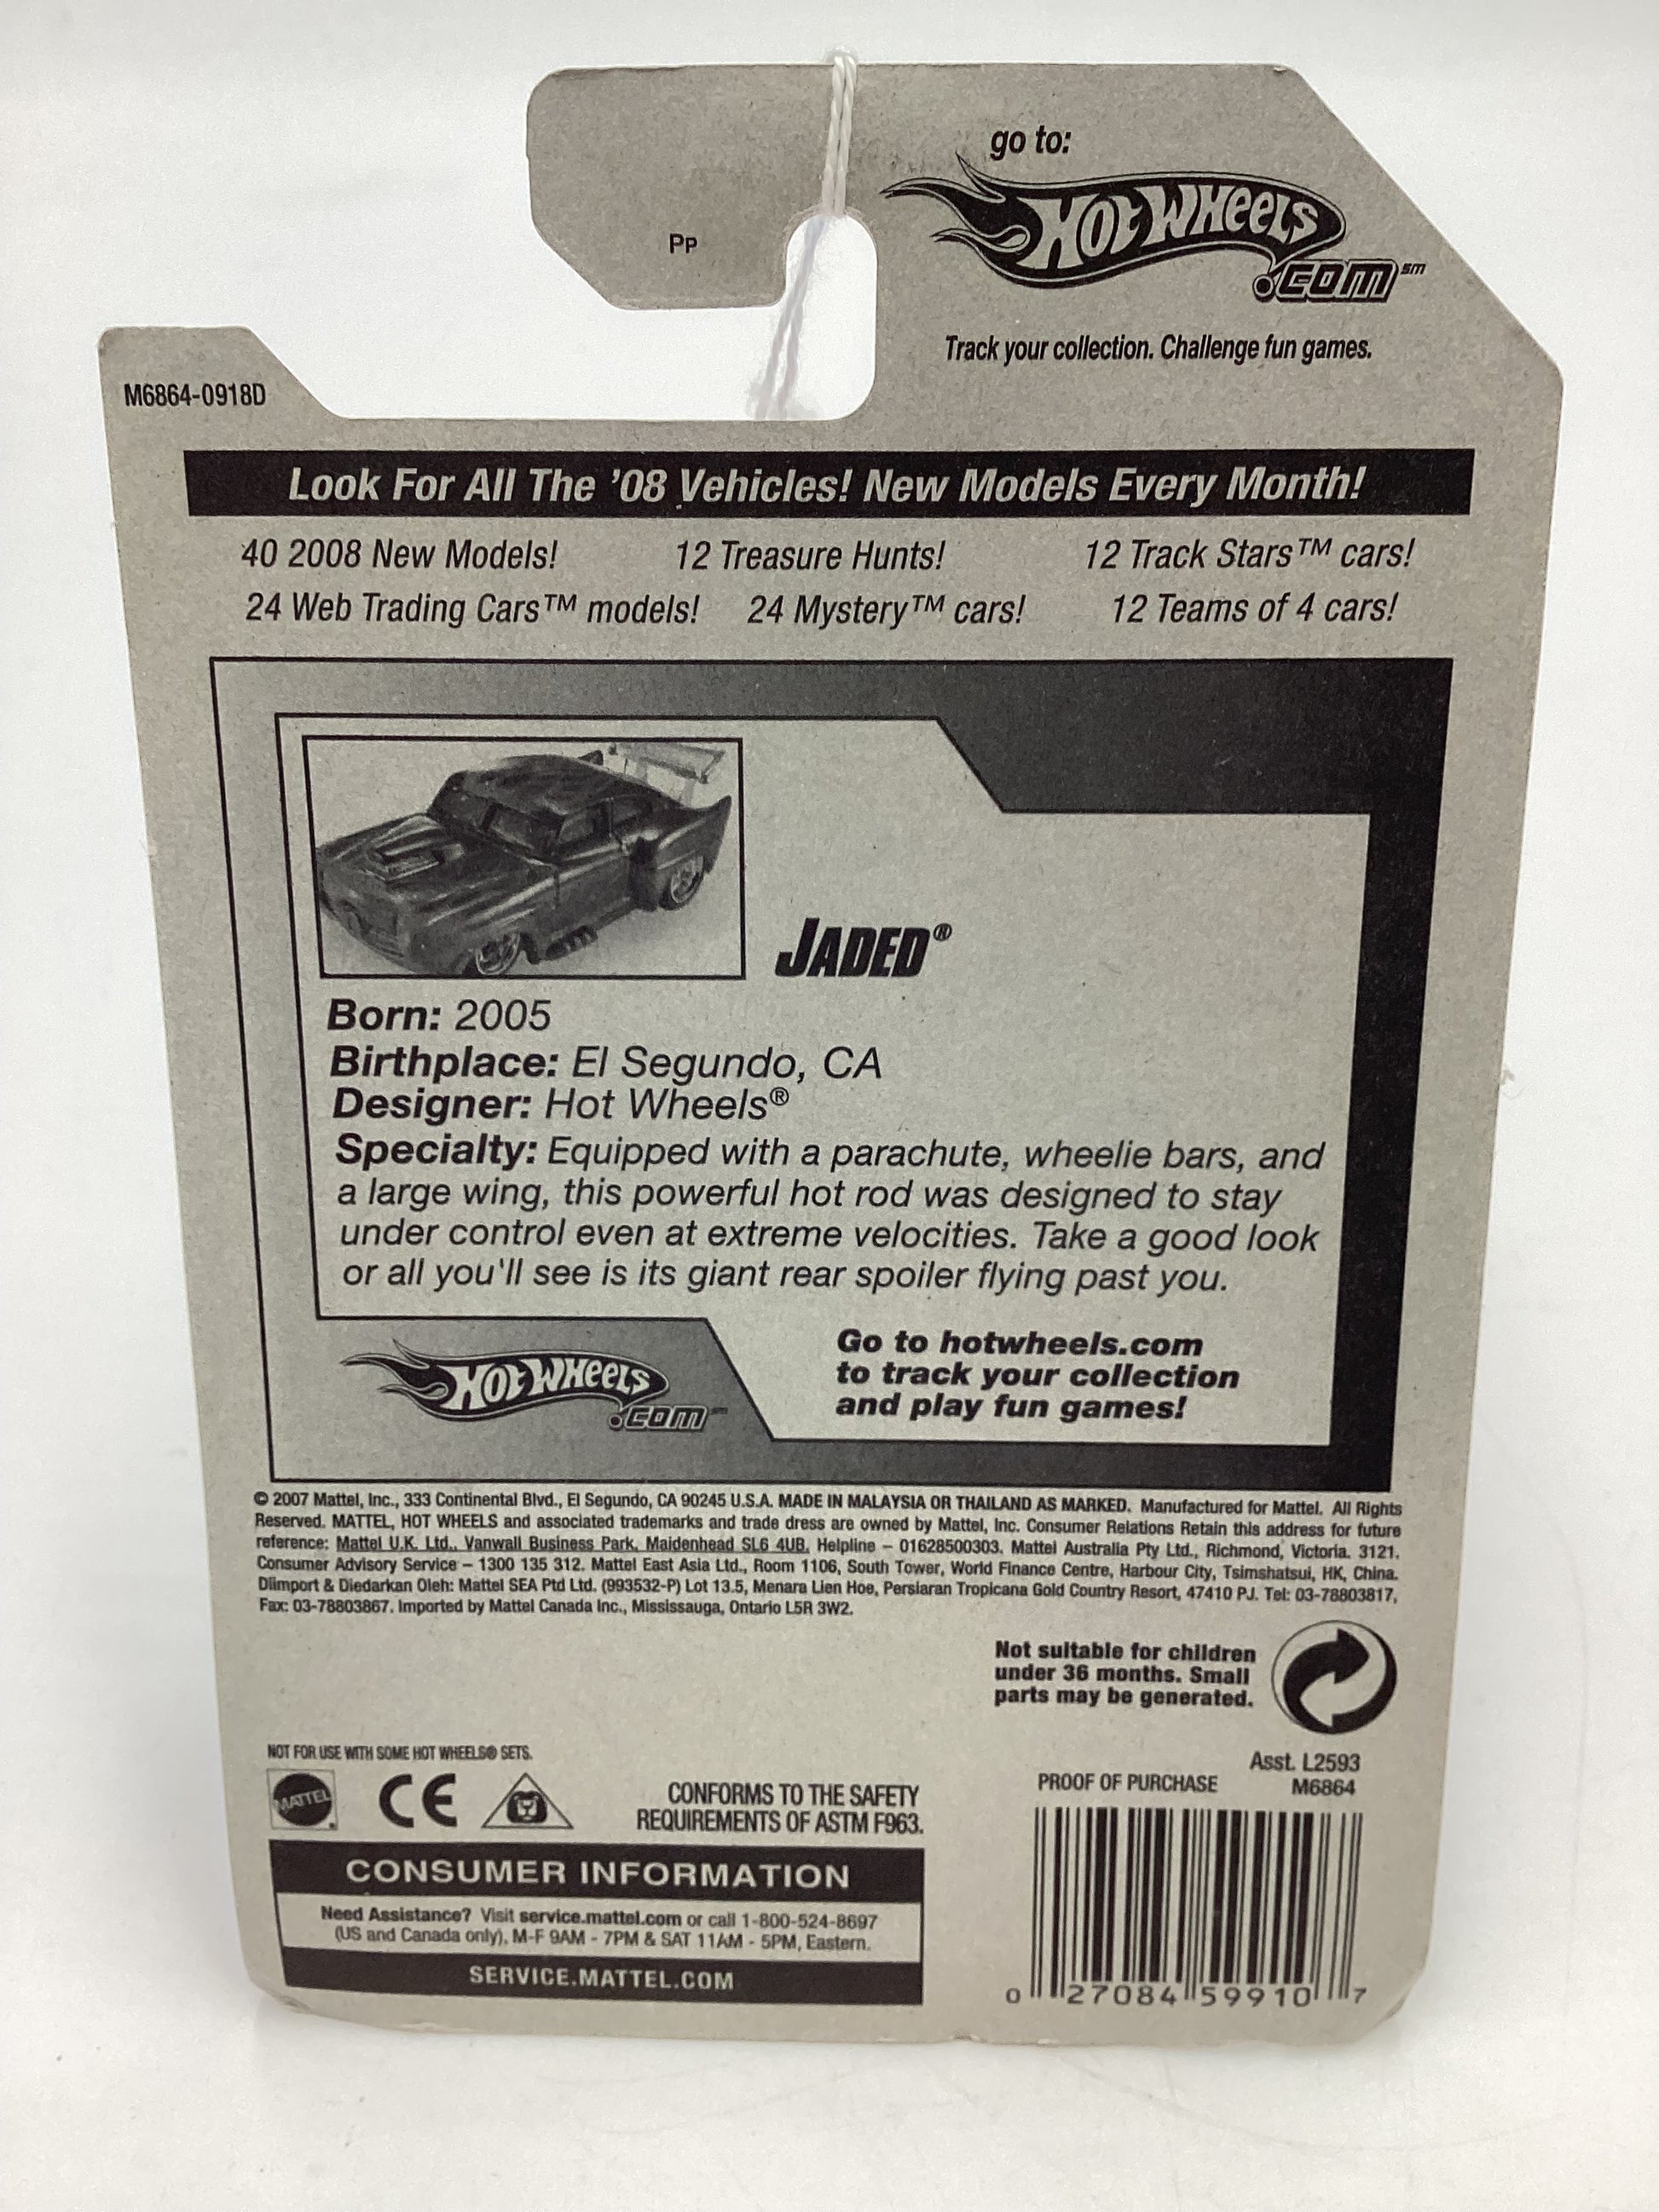 go to:
HOT WHEELS
.com℠
Track your collection. Challenge fun games.
Pp
M6864-0918D
Look For All The '08 Vehicles! New Models Every Month!
40 2008 New Models! 12 Treasure Hunts! 12 Track Stars™ cars!
24 Web Trading Cars™ models! 24 Mystery™ cars! 12 Teams of 4 cars!
JADED®
Born: 2005
Birthplace: El Segundo, CA
Designer: Hot Wheels®
Specialty: Equipped with a parachute, wheelie bars, and
a large wing, this powerful hot rod was designed to stay
under control even at extreme velocities. Take a good look
or all you'll see is its giant rear spoiler flying past you.
HOT WHEELS
.com
Go to hotwheels.com
to track your collection
and play fun games!
© 2007 Mattel, Inc., 333 Continental Blvd., El Segundo, CA 90245 U.S.A. MADE IN MALAYSIA OR THAILAND AS MARKED. Manufactured for Mattel. All Rights
Reserved. MATTEL, HOT WHEELS and associated trademarks and trade dress are owned by Mattel, Inc. Consumer Relations Retain this address for future
reference: Mattel U.K. Ltd., Vanwall Business Park, Maidenhead SL6 4UB. Helpline – 01628500303. Mattel Australia Pty Ltd., Richmond, Victoria. 3121.
Consumer Advisory Service – 1300 135 312. Mattel East Asia Ltd., Room 1106, South Tower, World Finance Centre, Harbour City, Tsimshatsui, HK, China.
Diimport & Diedarkan Oleh: Mattel SEA Ptd Ltd. (993532-P) Lot 13.5, Menara Lien Hoe, Persiaran Tropicana Gold Country Resort, 47410 PJ. Tel: 03-78803817,
Fax: 03-78803867. Imported by Mattel Canada Inc., Mississauga, Ontario L5R 3W2.
Not suitable for children
under 36 months. Small
parts may be generated.
NOT FOR USE WITH SOME HOT WHEELS® SETS.
MATTEL
CE
CONFORMS TO THE SAFETY
REQUIREMENTS OF ASTM F963.
Asst. L2593
PROOF OF PURCHASE M6864
CONSUMER INFORMATION
Need Assistance? Visit service.mattel.com or call 1-800-524-8697
(US and Canada only), M-F 9AM - 7PM & SAT 11AM - 5PM, Eastern.
SERVICE.MATTEL.COM
0 27084 59910 7